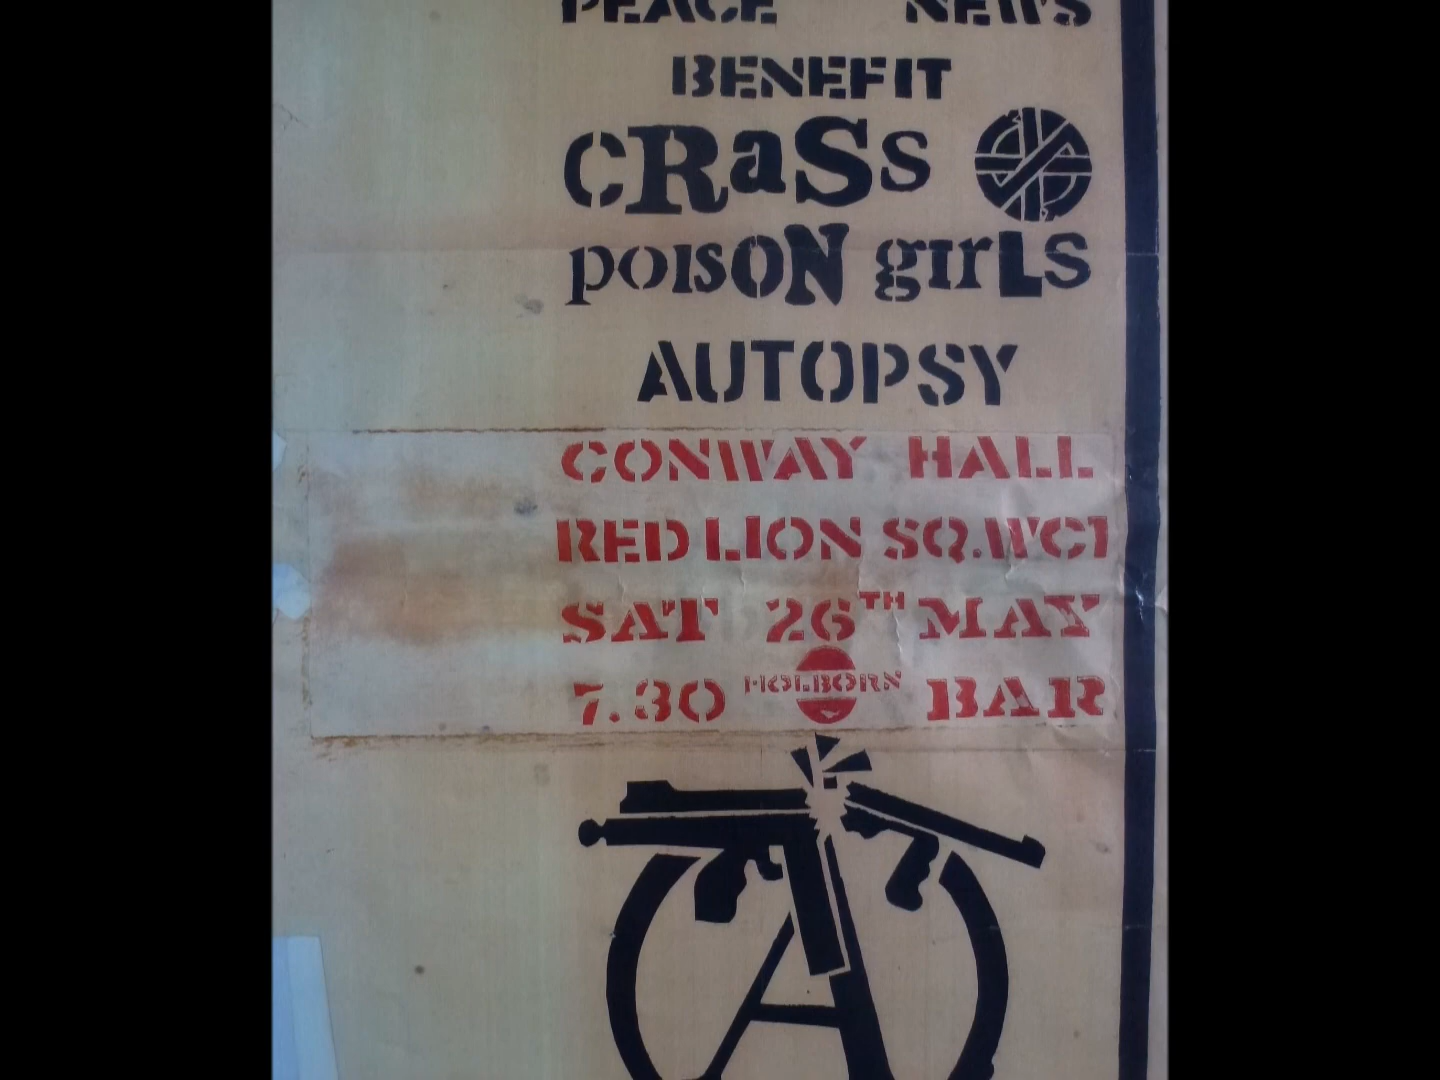 PEACE NEWS
BENEFIT
CRaSS
poisoN girLS
AUTOPSY
CONWAY HALL
RED LION SQ.WC1
SAT 26TH MAY
7.30 HOLBORN BAR